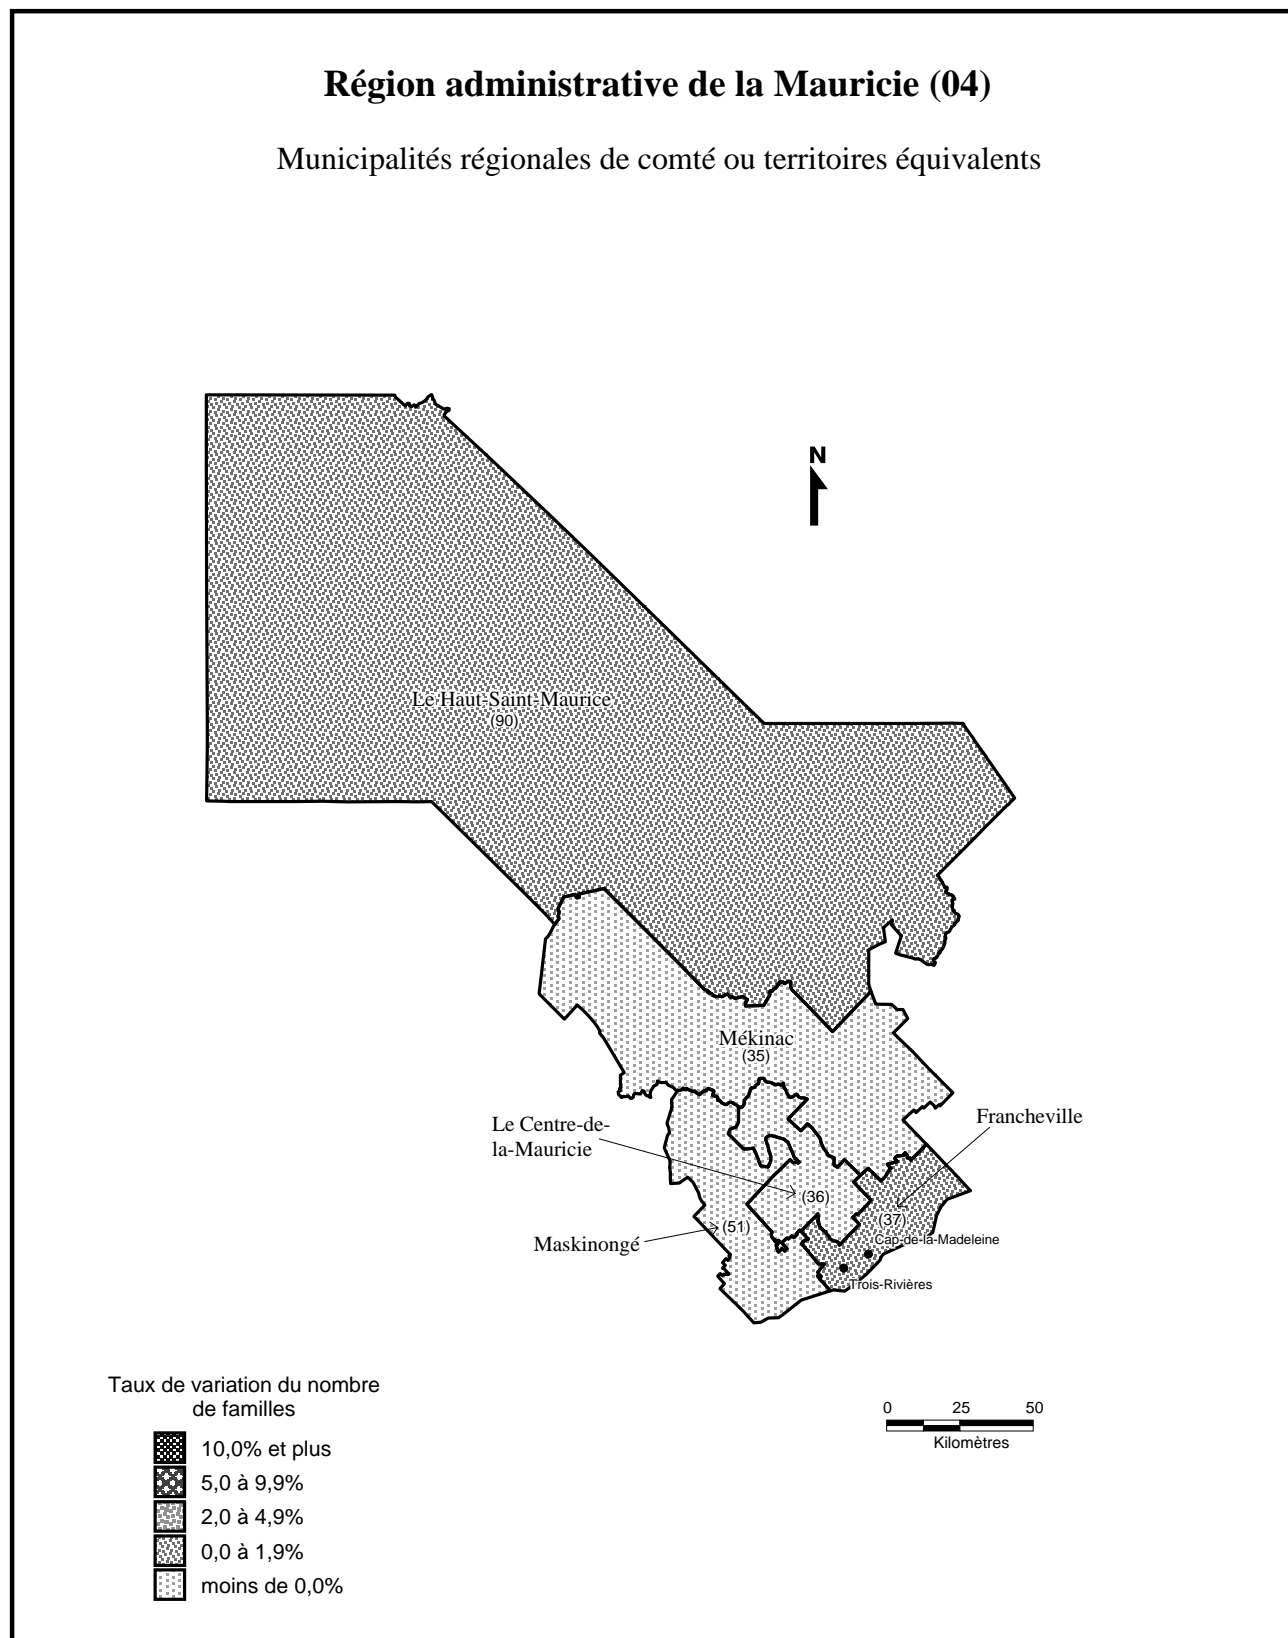 Région administrative de la Mauricie (04)
Municipalités régionales de comté ou territoires équivalents
N
Le Haut-Saint-Maurice
(90)
Mékinac
(35)
Le Centre-de-
la-Mauricie
Francheville
(36)
(37)
(51)
Maskinongé
Cap-de-la-Madeleine
Trois-Rivières
Taux de variation du nombre
de familles
10,0% et plus
5,0 à 9,9%
2,0 à 4,9%
0,0 à 1,9%
moins de 0,0%
0 25 50
Kilomètres